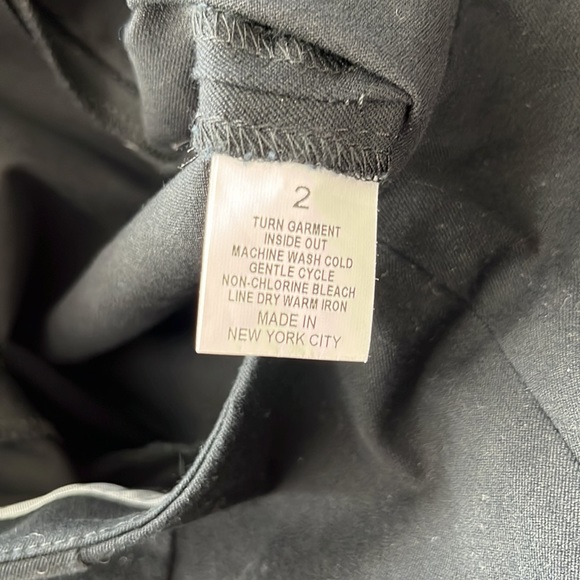 2
TURN GARMENT
INSIDE OUT
MACHINE WASH COLD
GENTLE CYCLE
NON-CHLORINE BLEACH
LINE DRY WARM IRON
MADE IN
NEW YORK CITY